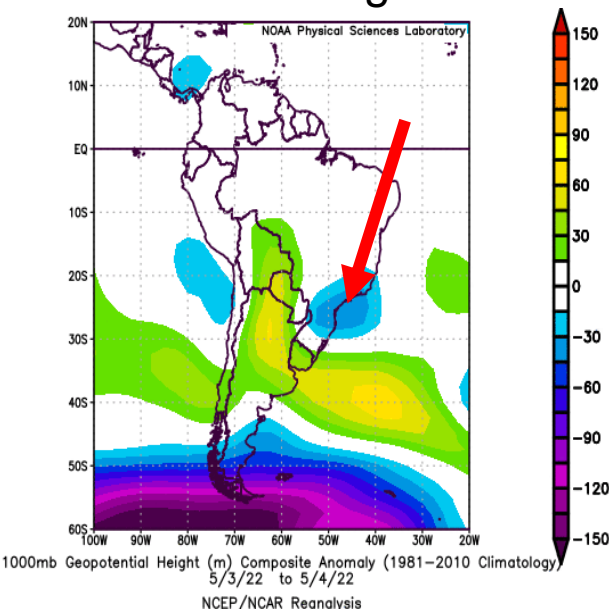 NOAA Physical Sciences Laboratory
20N
10N
EQ
10S
20S
30S
40S
50S
60S
100W 90W 80W 70W 60W 50W 40W 30W 20W
150
120
90
60
30
0
-30
-60
-90
-120
-150
1000mb Geopotential Height (m) Composite Anomaly (1981-2010 Climatology)
5/3/22 to 5/4/22
NCEP/NCAR Reanalysis